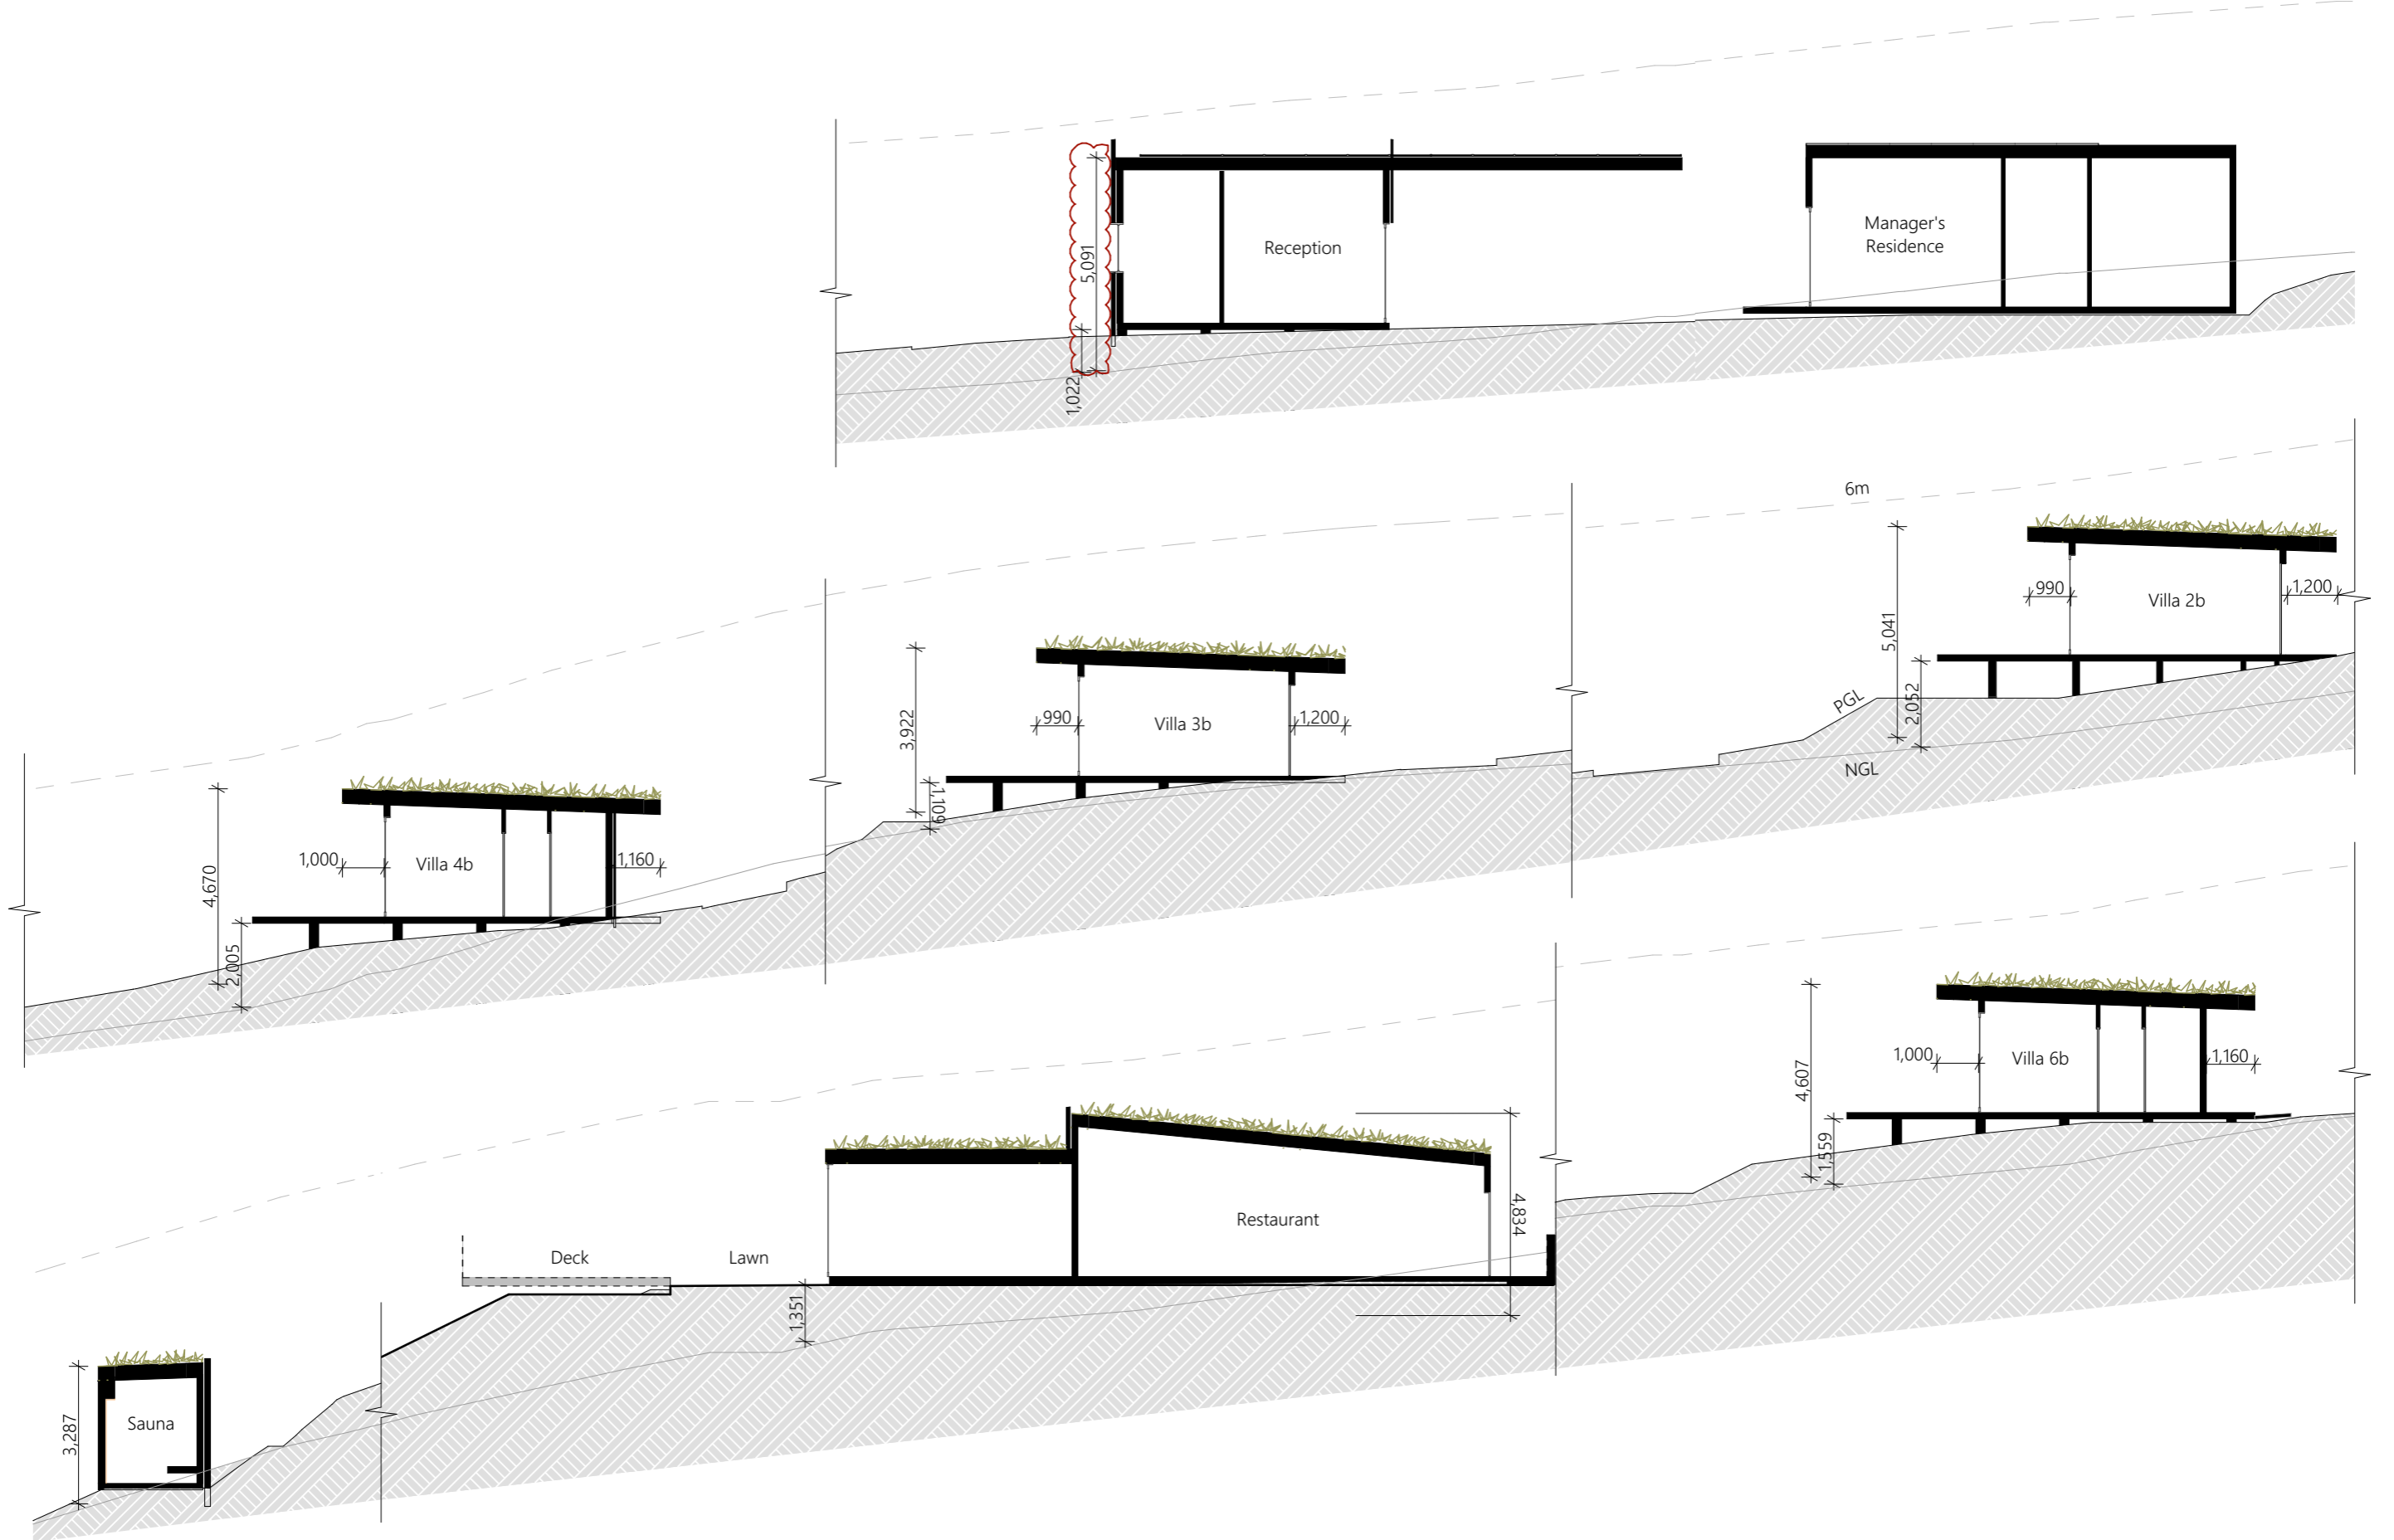 Reception
Manager's
Residence
5,091
1,022
6m
990
Villa 2b
1,200
5,041
2,052
PGL
NGL
990
Villa 3b
1,200
3,922
1,109
1,000
Villa 4b
1,160
4,670
2,005
1,000
Villa 6b
1,160
4,607
1,559
Restaurant
4,834
Deck
Lawn
1,351
Sauna
3,287